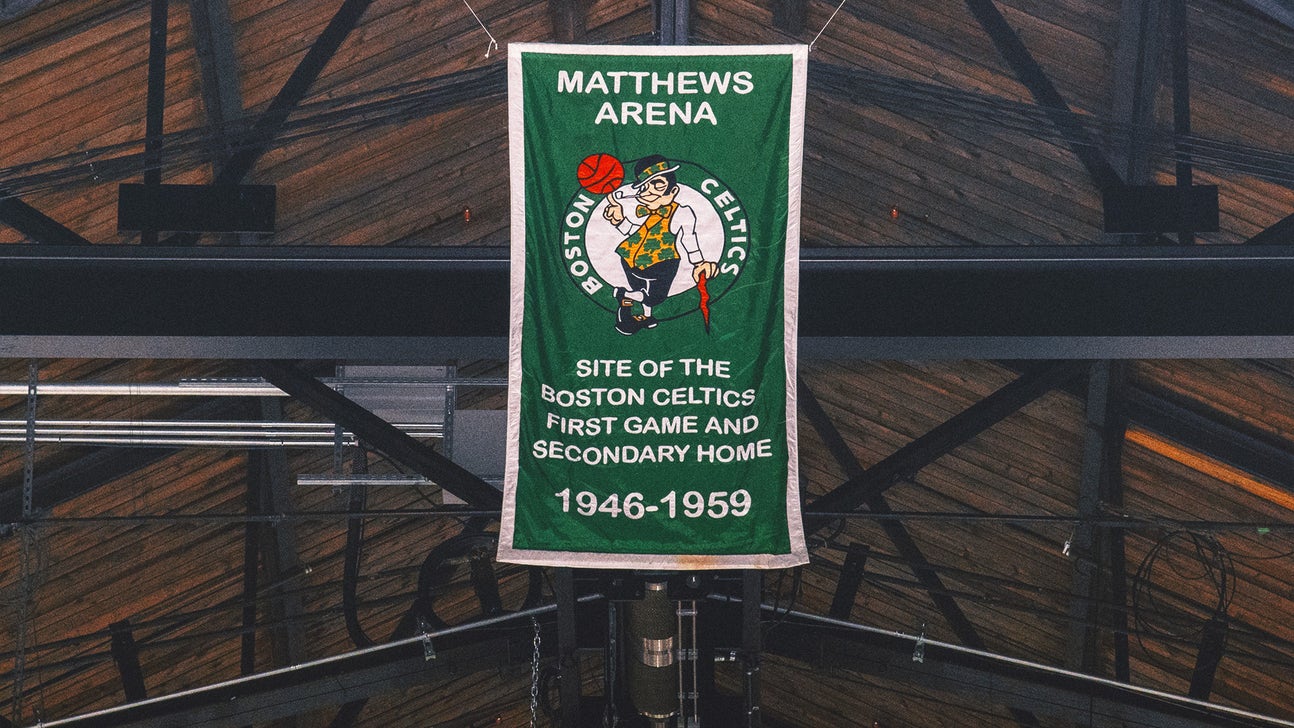 MATTHEWS
ARENA
BOSTON
CELTICS
SITE OF THE
BOSTON CELTICS
FIRST GAME AND
SECONDARY HOME
1946-1959